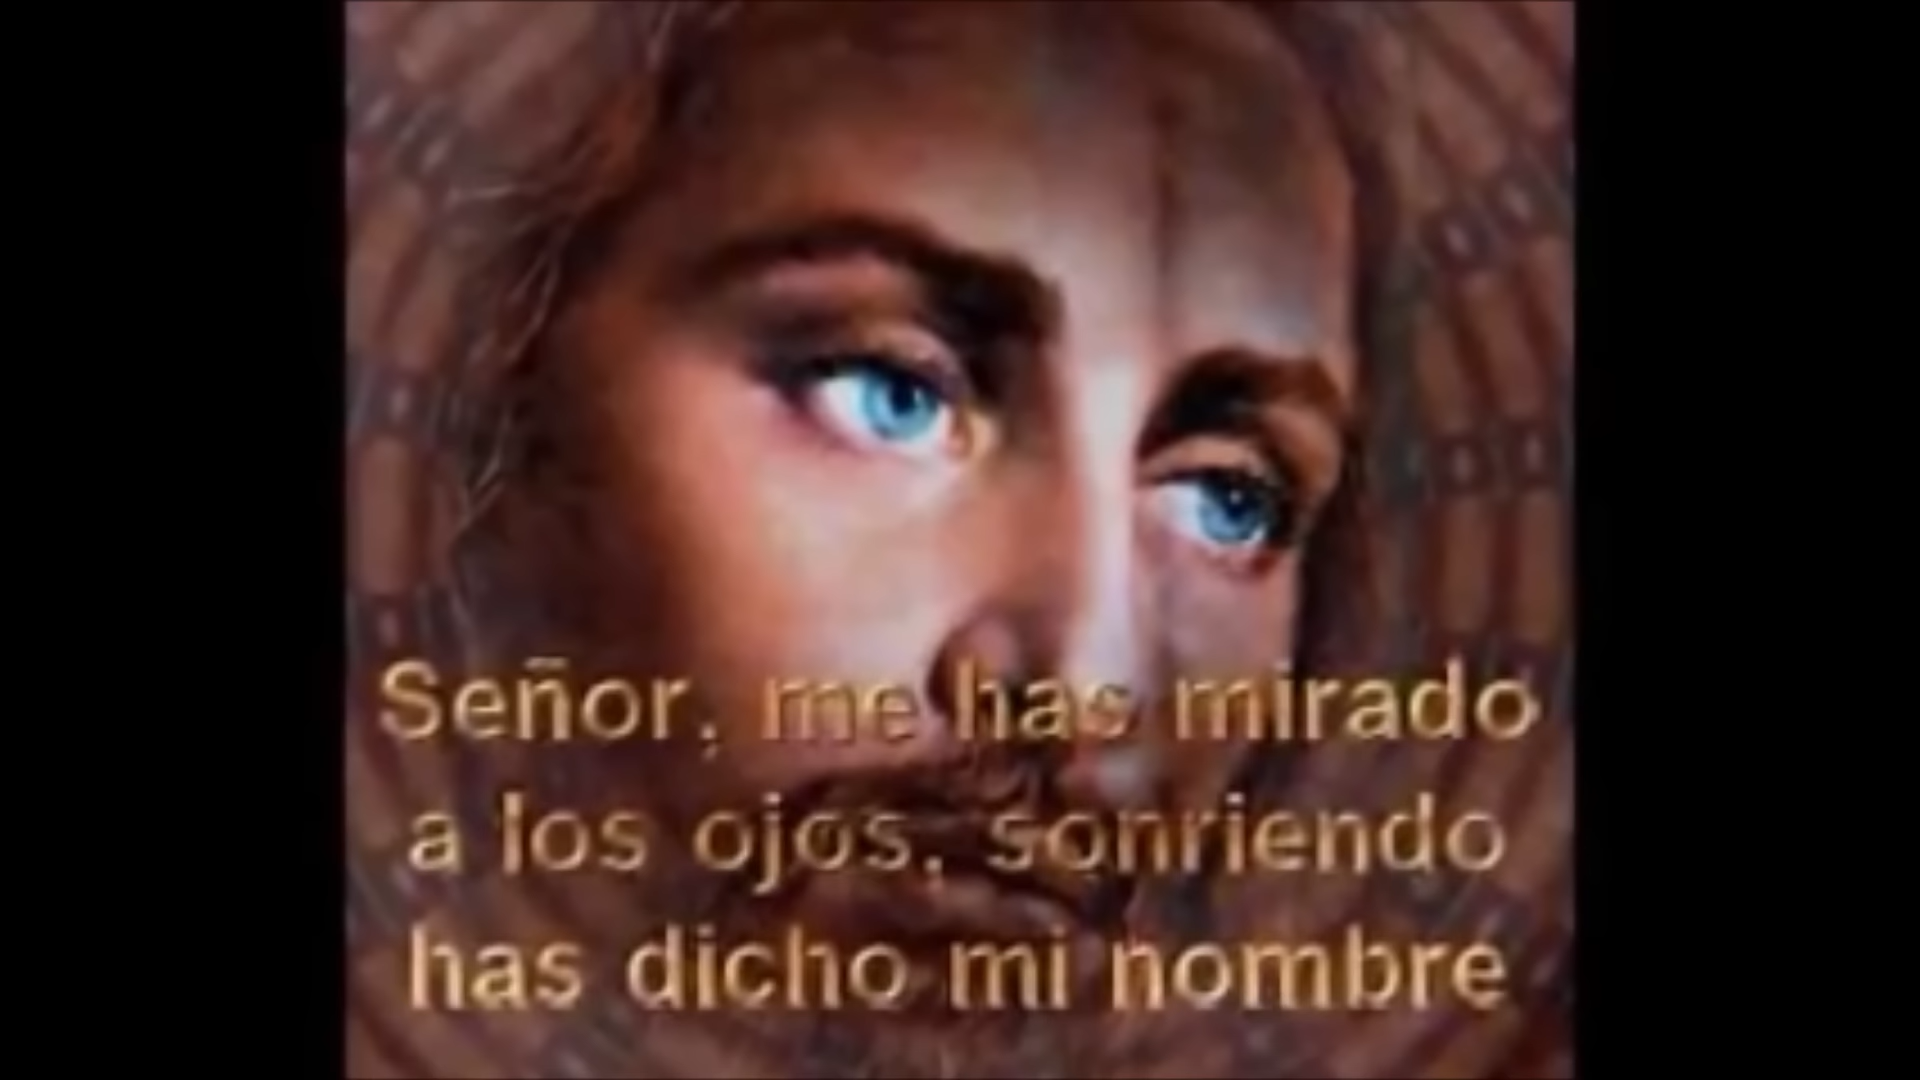 Señor, me has mirado
a los ojos, sonriendo
has dicho mi nombre